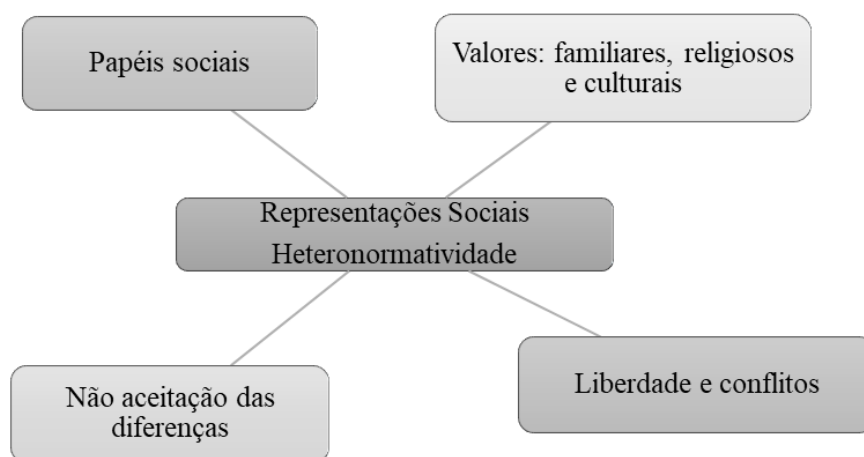 Papéis sociais
Valores: familiares, religiosos
e culturais
Representações Sociais
Heteronormatividade
Não aceitação das
diferenças
Liberdade e conflitos